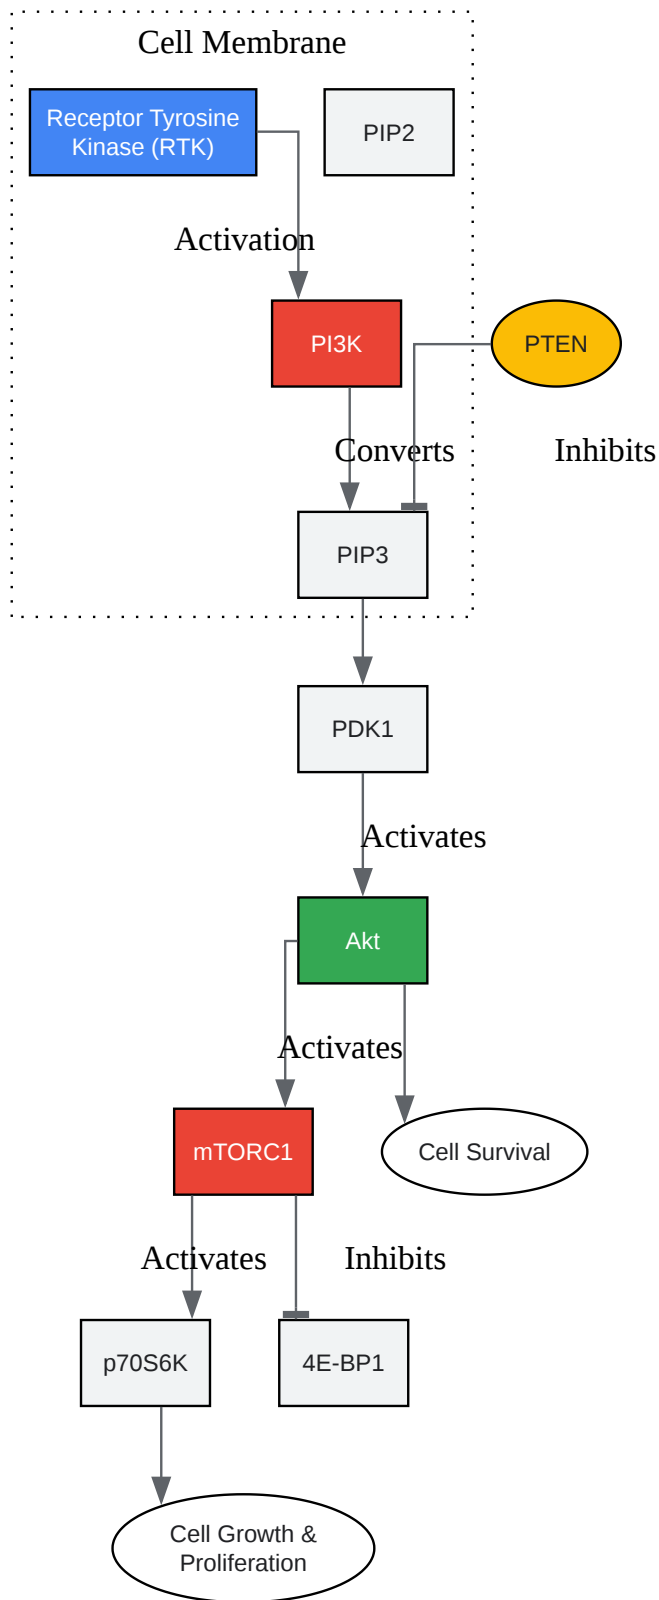 Cell Membrane
Receptor Tyrosine
Kinase (RTK)
PIP2
Activation
PI3K
PTEN
Converts
Inhibits
PIP3
PDK1
Activates
Akt
Activates
mTORC1
Cell Survival
Activates
Inhibits
p70S6K
4E-BP1
Cell Growth &
Proliferation